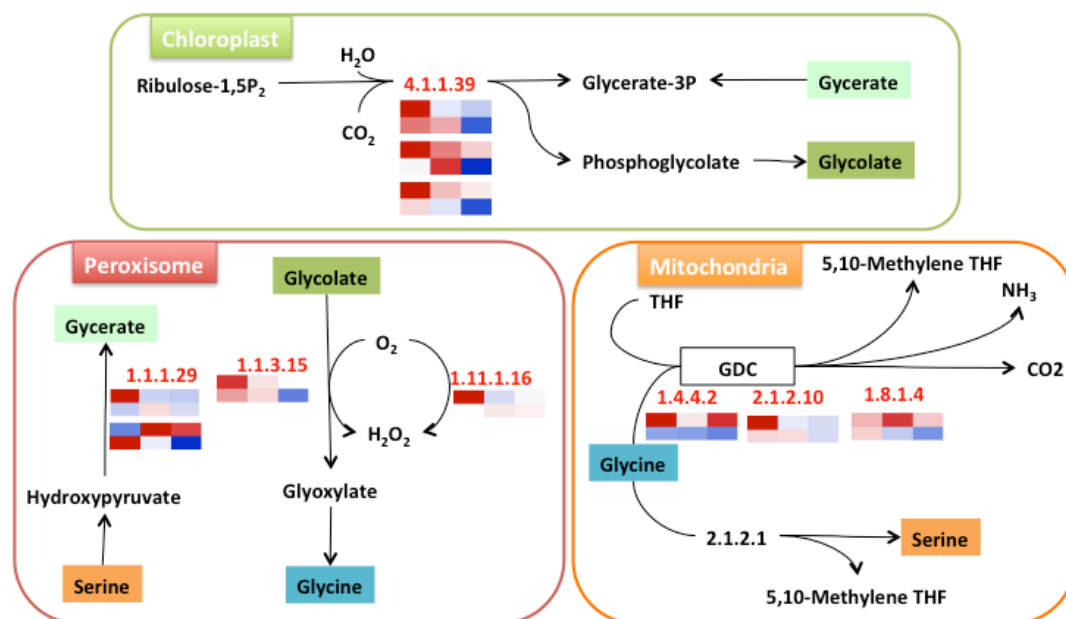 Chloroplast
H₂O
Ribulose-1,5P₂
4.1.1.39
Glycerate-3P
Gycerate
CO₂
Phosphoglycolate
Glycolate
Peroxisome
Glycolate
Gycerate
O₂
1.1.1.29
1.1.3.15
1.11.1.16
H₂O₂
Hydroxypyruvate
Glyoxylate
Serine
Glycine
Mitochondria
5,10-Methylene THF
THF
NH₃
GDC
CO2
1.4.4.2
2.1.2.10
1.8.1.4
Glycine
2.1.2.1
Serine
5,10-Methylene THF